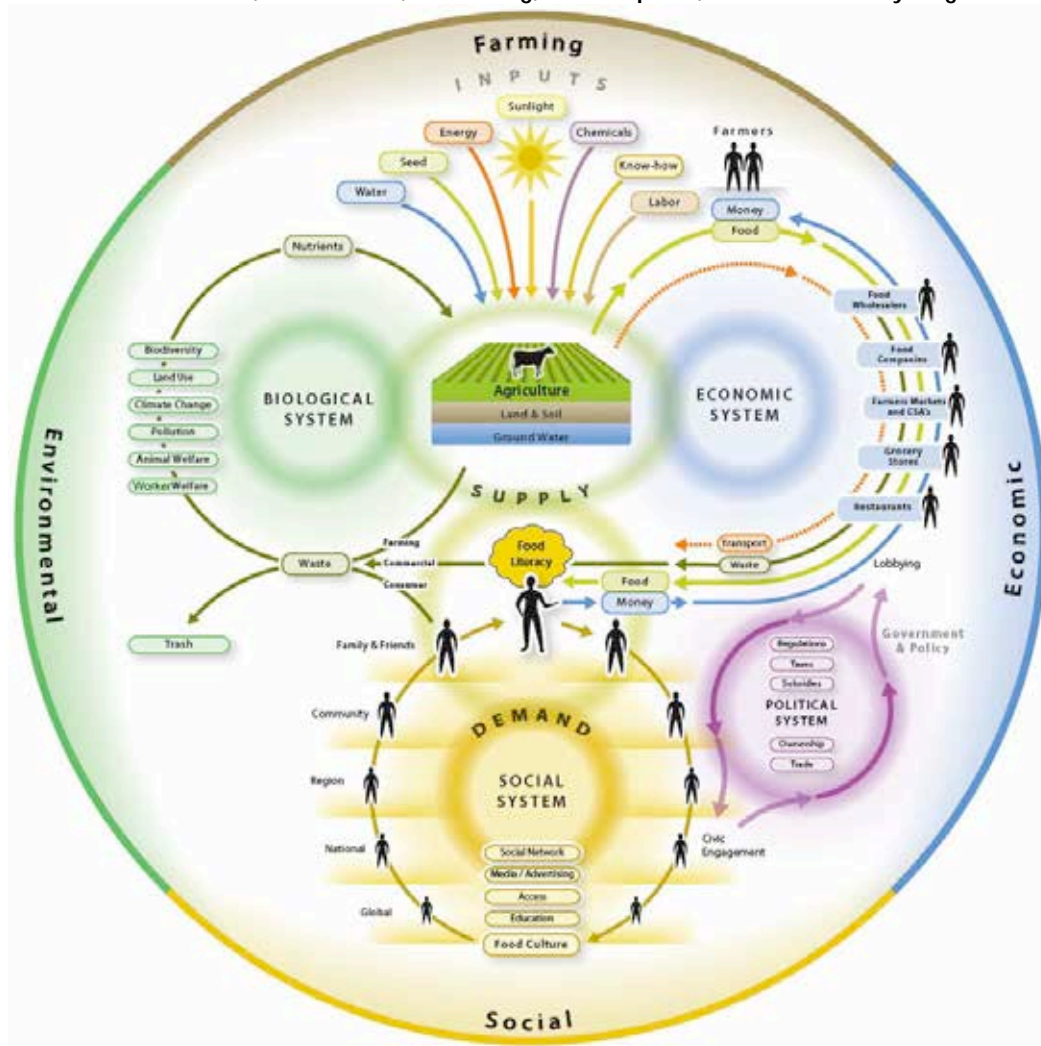 Farming
INPUTS
Sunlight
Energy
Chemicals
Farmers
Seed
Know-how
Water
Labor
Money
Food
Nutrients
Food
Wholesalers
Biodiversity
Land Use
Climate Change
Pollution
Animal Welfare
WorkerWelfare
BIOLOGICAL
SYSTEM
Agriculture
Land & Soil
Ground Water
ECONOMIC
SYSTEM
Food
Companies
Farmers Markets
and CSA's
Grocery
Stores
Restaurants
Environmental
Economic
SUPPLY
Farming
Commercial
Consumer
Waste
Food
Literacy
Transport
Waste
Food
Money
Lobbying
Trash
Family & Friends
Government
& Policy
Regulations
Taxes
Subsidies
POLITICAL
SYSTEM
Ownership
Trade
Community
DEMAND
Region
SOCIAL
SYSTEM
National
Civic
Engagement
Social Network
Media / Advertising
Access
Education
Global
Food Culture
Social